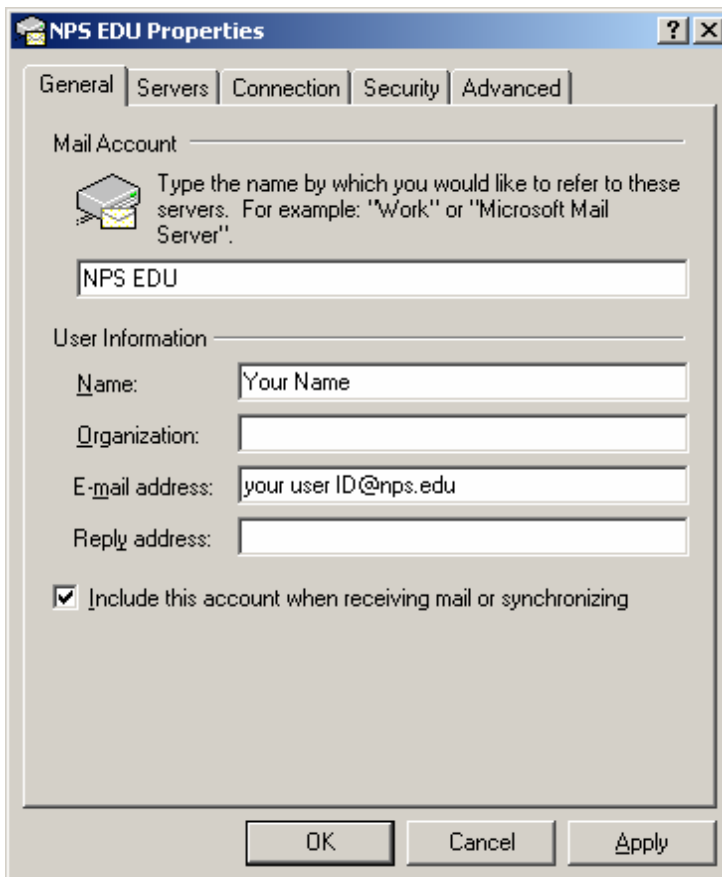 NPS EDU Properties
General Servers Connection Security Advanced
Mail Account
Type the name by which you would like to refer to these
servers. For example: "Work" or "Microsoft Mail
Server".
NPS EDU
User Information
Name: Your Name
Organization:
E-mail address: your user ID@nps.edu
Reply address:
Include this account when receiving mail or synchronizing
OK Cancel Apply